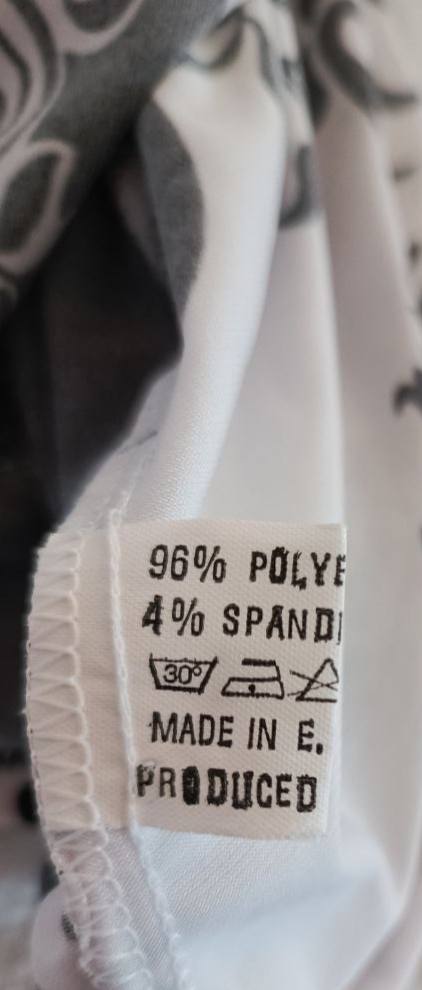 96% POLYE
4% SPAND
30°
MADE IN E.
PRODUCED